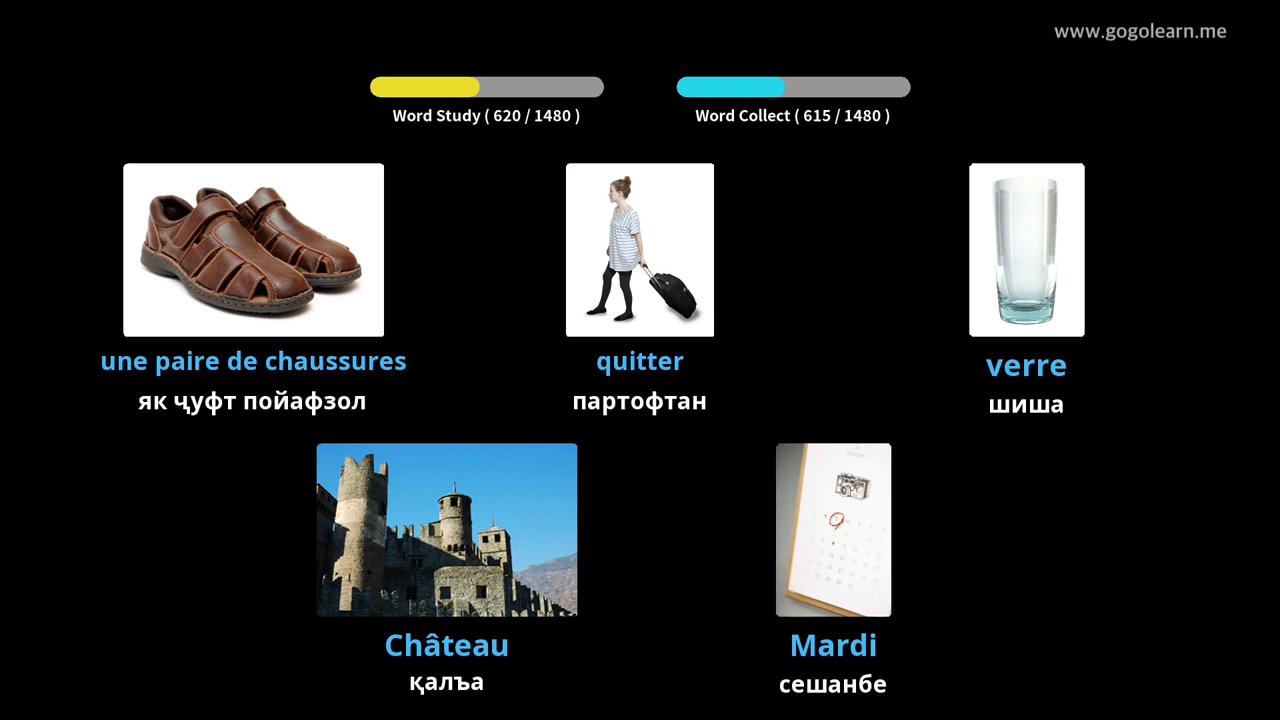 www.gogolearn.me
Word Study ( 620 / 1480 )
Word Collect ( 615 / 1480 )
une paire de chaussures
як ҷуфт пойафзол
quitter
партофтан
verre
шиша
Château
қалъа
Mardi
сешанбе